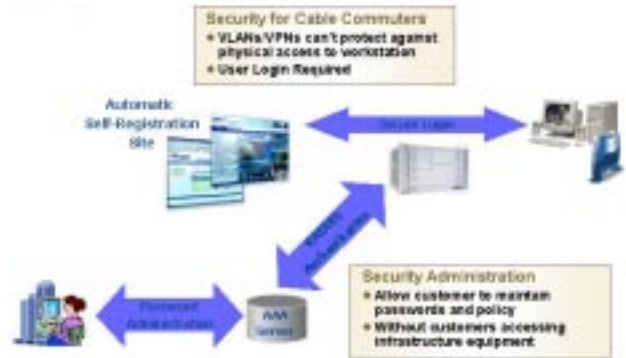 Security for Cable Commuters
VLANs/VPNs can't protect against
physical access to workstation
User Login Required
Automatic
Self-Registration
Site
Secure Login
RADIUS
Authentication
Security Administration
Allow customer to maintain
passwords and policy
Without customers accessing
infrastructure equipment
Administration
Server